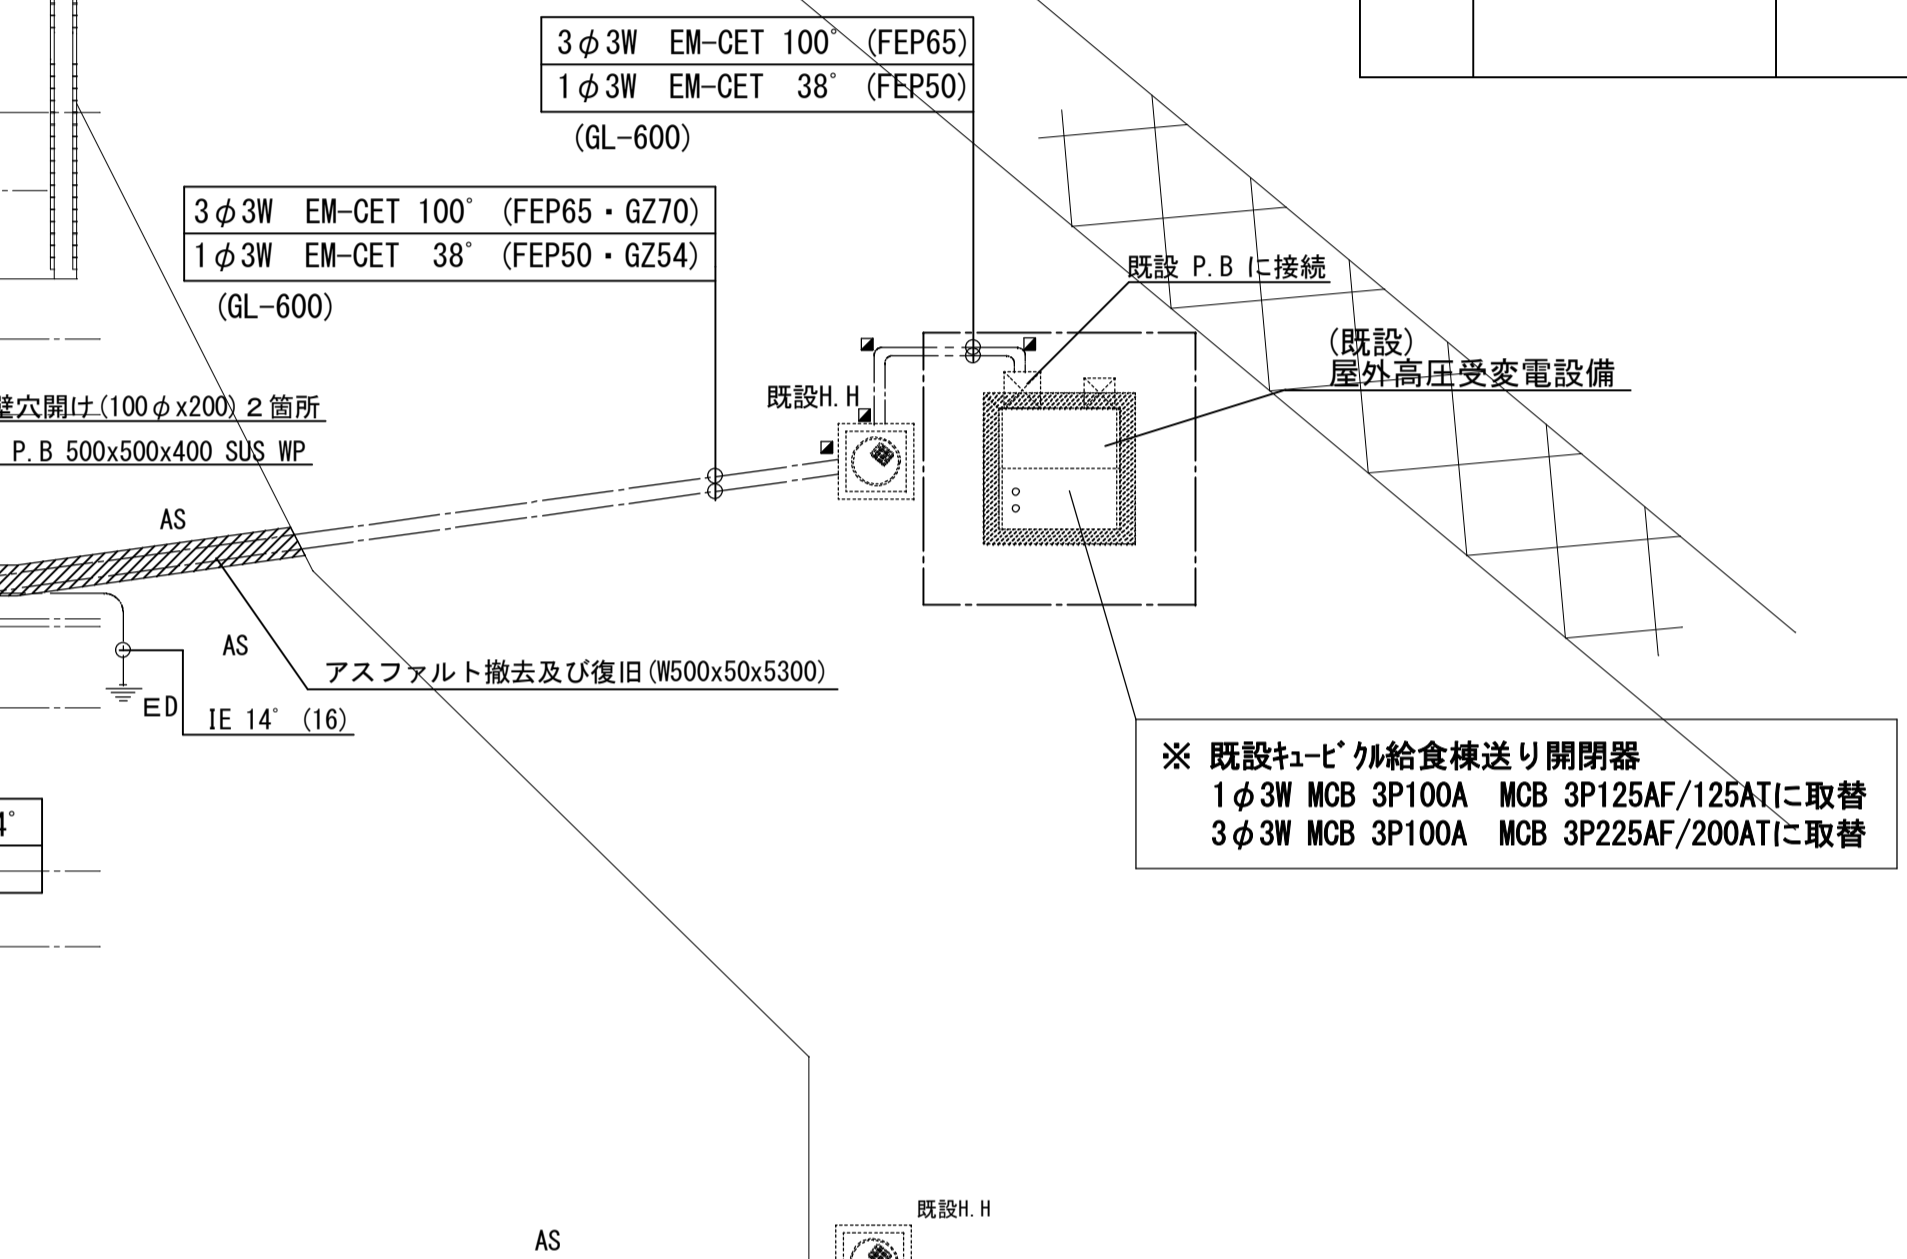 3φ3W EM-CET 100° (FEP65)
1φ3W EM-CET 38° (FEP50)
(GL-600)
3φ3W EM-CET 100° (FEP65・GZ70)
1φ3W EM-CET 38° (FEP50・GZ54)
(GL-600)
既設 P.B に接続
(既設)
屋外高圧受変電設備
既設H.H
壁穴開け(100φx200)2箇所
P.B 500x500x400 SUS WP
AS
AS
アスファルト撤去及び復旧(W500x50x5300)
ED
IE 14° (16)
※ 既設ｷｭｰﾋﾞｸﾙ給食棟送り開閉器
1φ3W MCB 3P100A MCB 3P125AF/125ATに取替
3φ3W MCB 3P100A MCB 3P225AF/200ATに取替
4°
既設H.H
AS